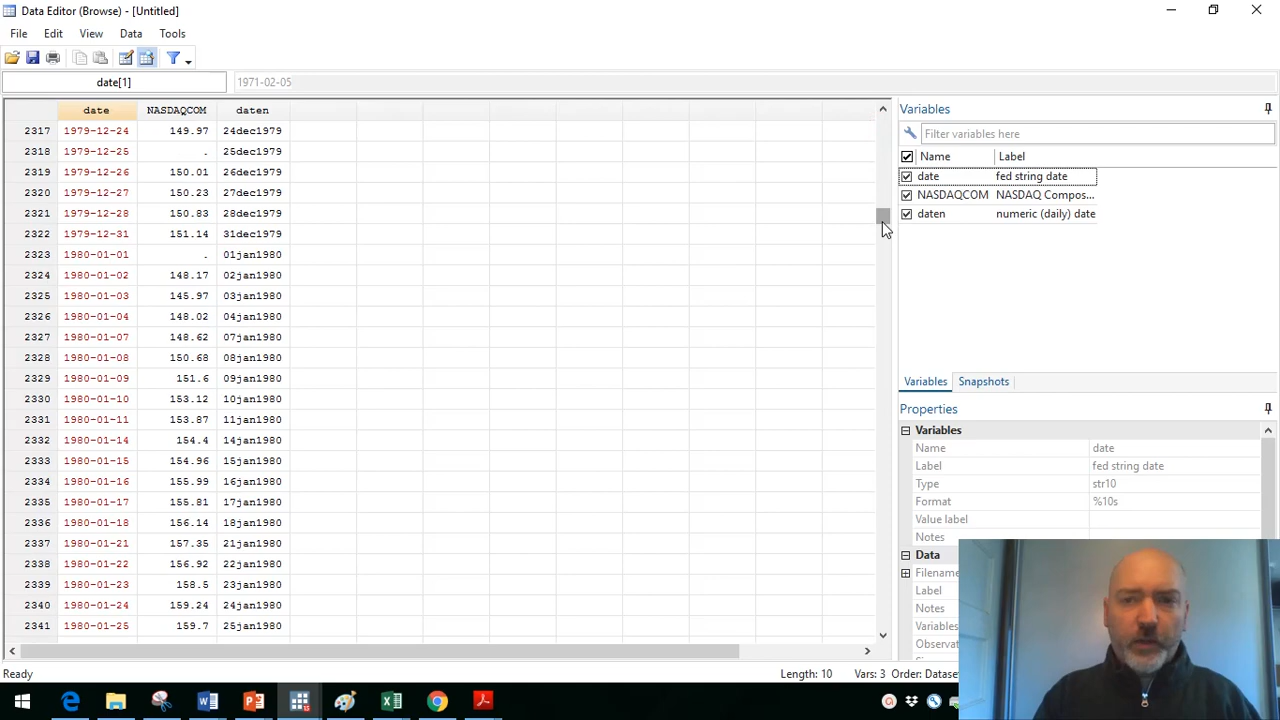 Data Editor (Browse) - [Untitled]
File Edit View Data Tools
date[1] 1971-02-05
date NASDAQCOM daten
2317 1979-12-24 149.97 24dec1979
2318 1979-12-25 . 25dec1979
2319 1979-12-26 150.01 26dec1979
2320 1979-12-27 150.23 27dec1979
2321 1979-12-28 150.83 28dec1979
2322 1979-12-31 151.14 31dec1979
2323 1980-01-01 . 01jan1980
2324 1980-01-02 148.17 02jan1980
2325 1980-01-03 145.97 03jan1980
2326 1980-01-04 148.02 04jan1980
2327 1980-01-07 148.62 07jan1980
2328 1980-01-08 150.68 08jan1980
2329 1980-01-09 151.6 09jan1980
2330 1980-01-10 153.12 10jan1980
2331 1980-01-11 153.87 11jan1980
2332 1980-01-14 154.4 14jan1980
2333 1980-01-15 154.96 15jan1980
2334 1980-01-16 155.99 16jan1980
2335 1980-01-17 155.81 17jan1980
2336 1980-01-18 156.14 18jan1980
2337 1980-01-21 157.35 21jan1980
2338 1980-01-22 156.92 22jan1980
2339 1980-01-23 158.5 23jan1980
2340 1980-01-24 159.24 24jan1980
2341 1980-01-25 159.7 25jan1980
Variables
Filter variables here
Name Label
date fed string date
NASDAQCOM NASDAQ Compos...
daten numeric (daily) date
Variables Snapshots
Properties
Variables
Name date
Label fed string date
Type str10
Format %10s
Value label
Notes
Data
Filename
Label
Notes
Variables
Observat
Ready Length: 10 Vars: 3 Order: Datase